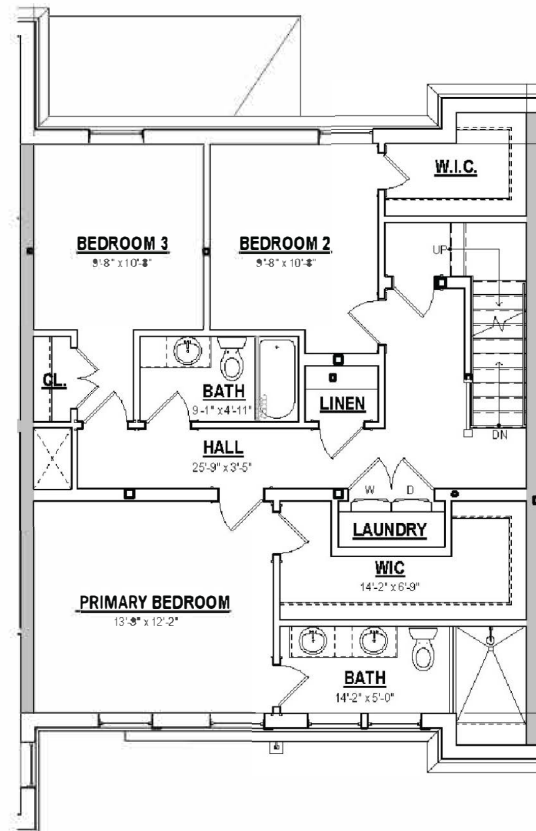 W.I.C.
BEDROOM 3
9'-8" x 10'-8"
BEDROOM 2
9'-8" x 10'-8"
UP
CL.
BATH
9'-1" x 4'-11"
LINEN
DN
HALL
25'-9" x 3'-5"
W D
LAUNDRY
WIC
14'-2" x 6'-9"
PRIMARY BEDROOM
13'-9" x 12'-2"
BATH
14'-2" x 5'-0"